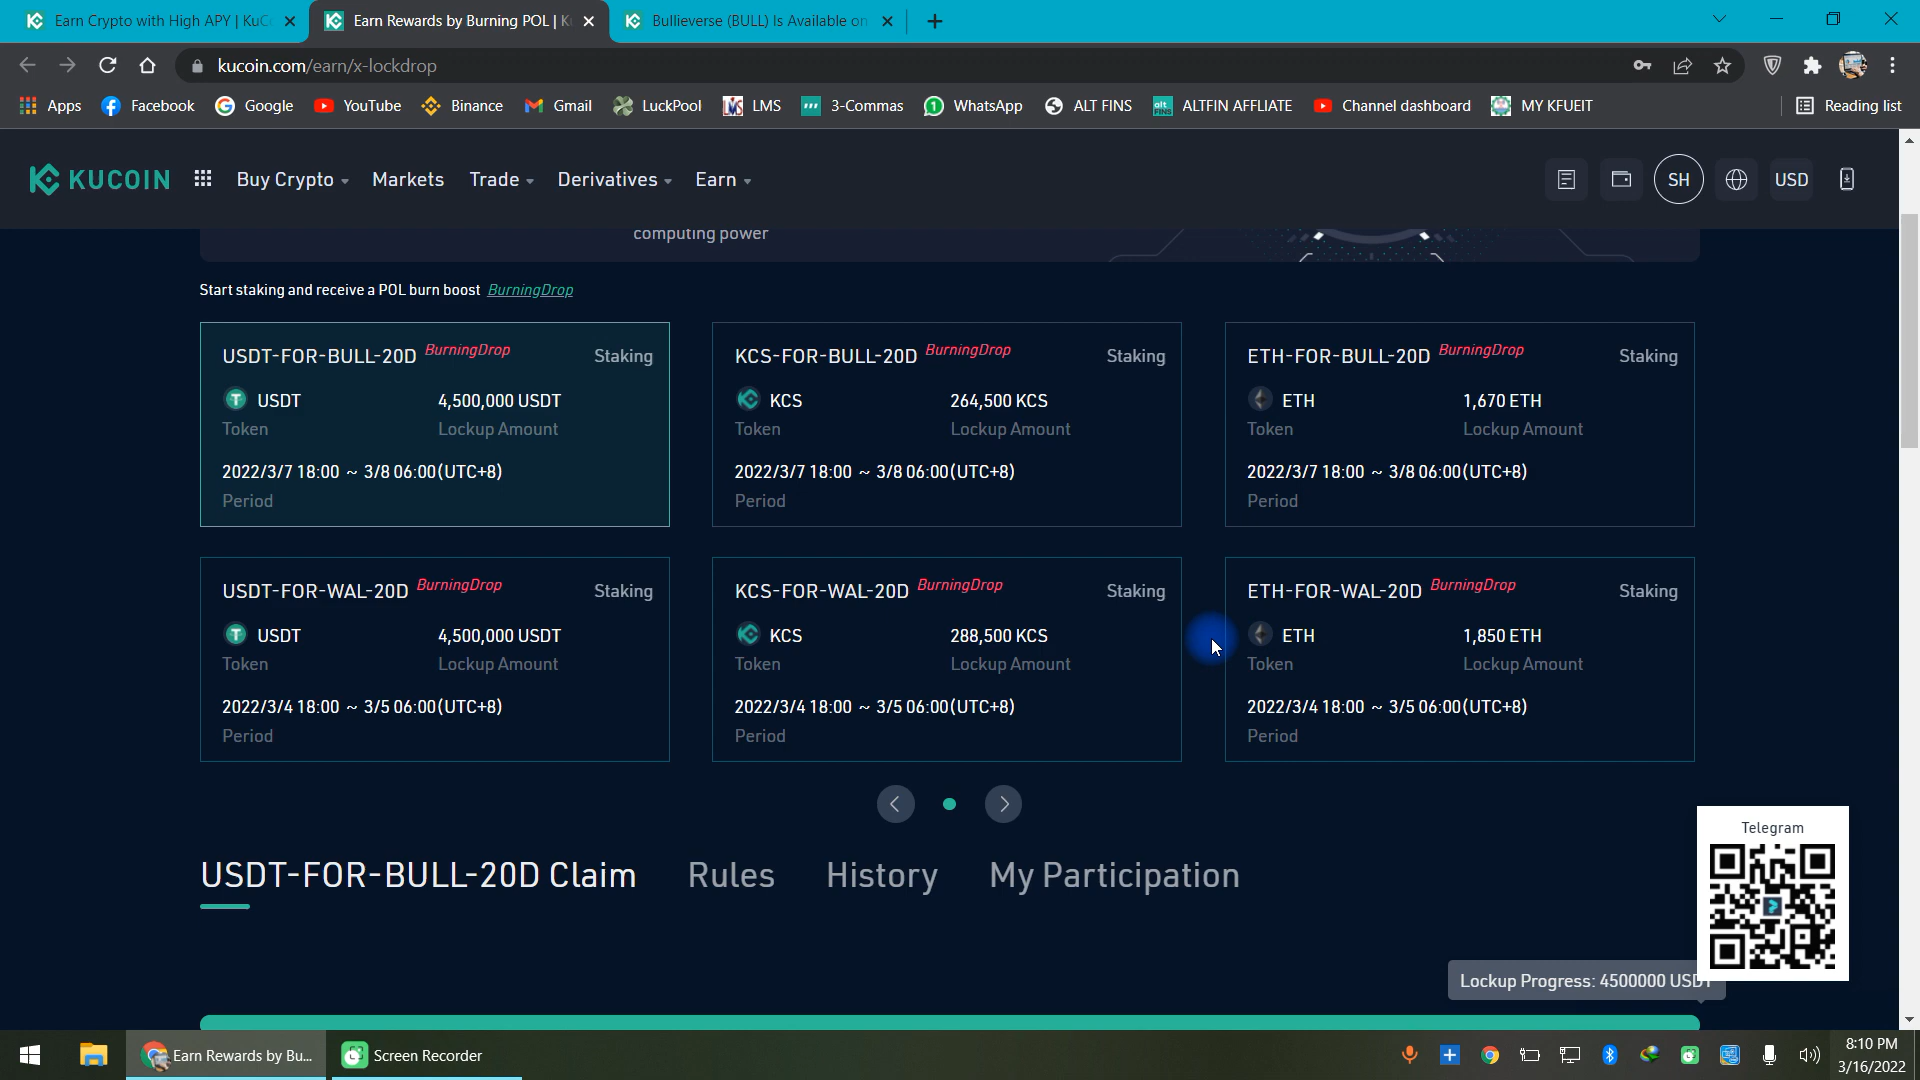 Earn Crypto with High APY | KuC
Earn Rewards by Burning POL | K
Bullieverse (BULL) Is Available on
kucoin.com/earn/x-lockdrop
Apps Facebook Google YouTube Binance Gmail LuckPool LMS 3-Commas WhatsApp ALT FINS ALTFIN AFFLIATE Channel dashboard MY KFUEIT Reading list
KUCOIN Buy Crypto Markets Trade Derivatives Earn SH USD
computing power
Start staking and receive a POL burn boost BurningDrop
USDT-FOR-BULL-20D BurningDrop Staking
USDT 4,500,000 USDT
Token Lockup Amount
2022/3/7 18:00 ~ 3/8 06:00(UTC+8)
Period
KCS-FOR-BULL-20D BurningDrop Staking
KCS 264,500 KCS
Token Lockup Amount
2022/3/7 18:00 ~ 3/8 06:00(UTC+8)
Period
ETH-FOR-BULL-20D BurningDrop Staking
ETH 1,670 ETH
Token Lockup Amount
2022/3/7 18:00 ~ 3/8 06:00(UTC+8)
Period
USDT-FOR-WAL-20D BurningDrop Staking
USDT 4,500,000 USDT
Token Lockup Amount
2022/3/4 18:00 ~ 3/5 06:00(UTC+8)
Period
KCS-FOR-WAL-20D BurningDrop Staking
KCS 288,500 KCS
Token Lockup Amount
2022/3/4 18:00 ~ 3/5 06:00(UTC+8)
Period
ETH-FOR-WAL-20D BurningDrop Staking
ETH 1,850 ETH
Token Lockup Amount
2022/3/4 18:00 ~ 3/5 06:00(UTC+8)
Period
USDT-FOR-BULL-20D Claim Rules History My Participation
Telegram
Lockup Progress: 4500000 USDT
Earn Rewards by Bu...
Screen Recorder
8:10 PM
3/16/2022